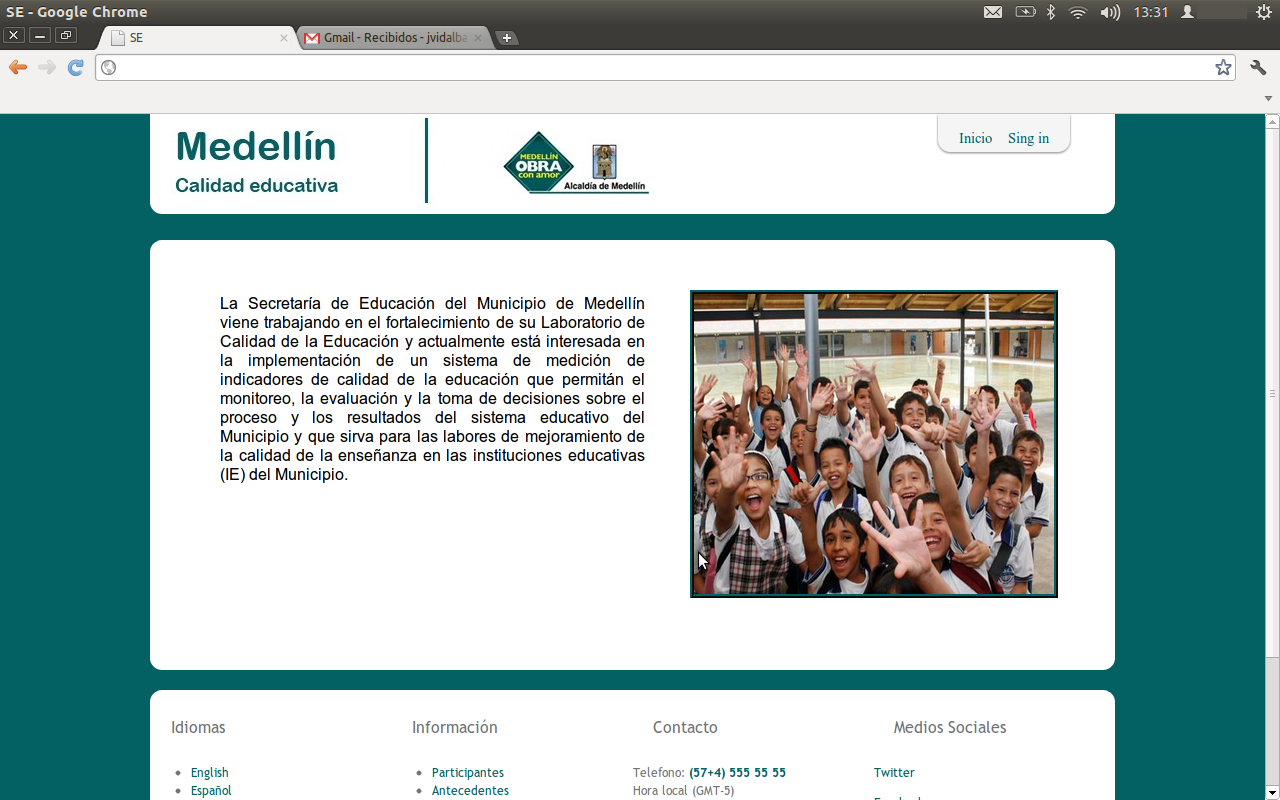 SE - Google Chrome
13:31
SE
Gmail - Recibidos - jvidalba
Medellín
Calidad educativa
MEDELLÍN
OBRA
con amor
Alcaldía de Medellín
Inicio Sing in
La Secretaría de Educación del Municipio de Medellín
viene trabajando en el fortalecimiento de su Laboratorio de
Calidad de la Educación y actualmente está interesada en
la implementación de un sistema de medición de
indicadores de calidad de la educación que permitán el
monitoreo, la evaluación y la toma de decisiones sobre el
proceso y los resultados del sistema educativo del
Municipio y que sirva para las labores de mejoramiento de
la calidad de la enseñanza en las instituciones educativas
(IE) del Municipio.
Idiomas
English
Español
Información
Participantes
Antecedentes
Contacto
Telefono: (57+4) 555 55 55
Hora local (GMT-5)
Medios Sociales
Twitter